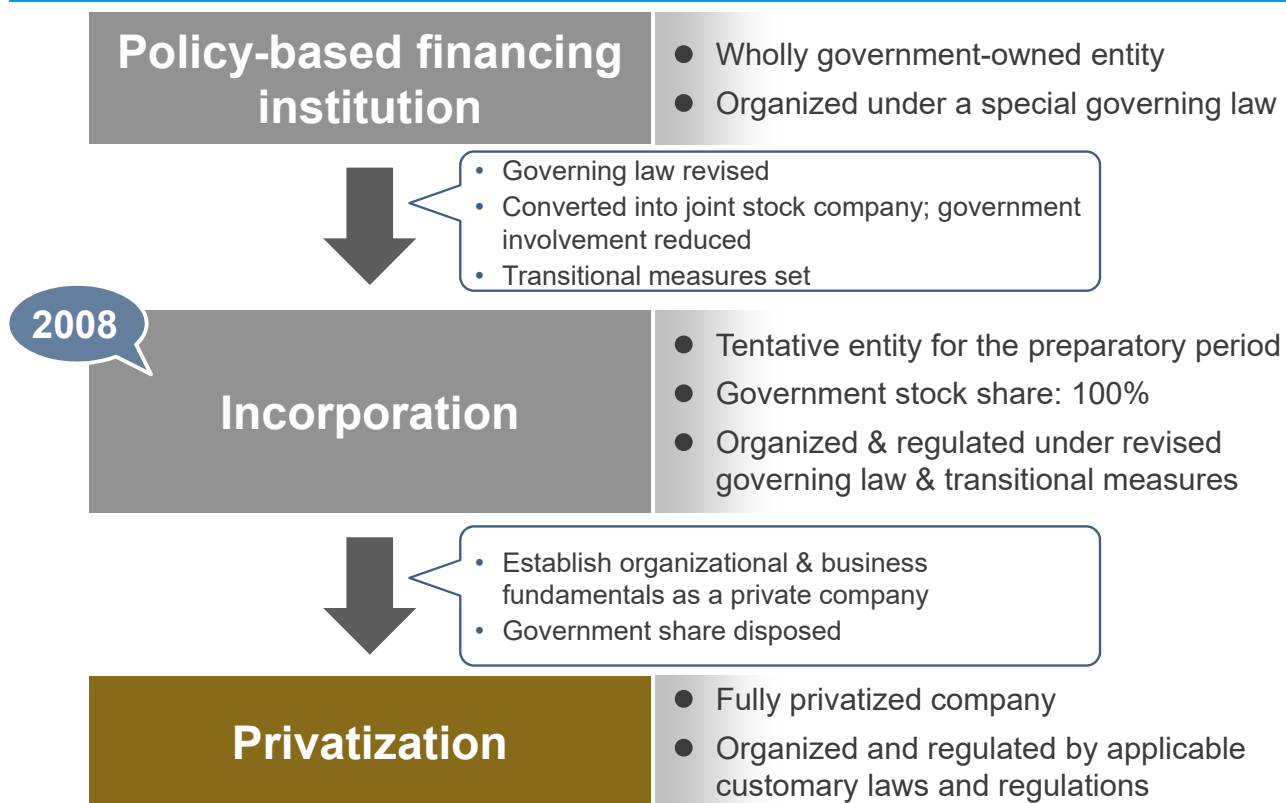 Policy-based financing
institution
● Wholly government-owned entity
● Organized under a special governing law
• Governing law revised
• Converted into joint stock company; government
involvement reduced
• Transitional measures set
2008
Incorporation
● Tentative entity for the preparatory period
● Government stock share: 100%
● Organized & regulated under revised
governing law & transitional measures
• Establish organizational & business
fundamentals as a private company
• Government share disposed
Privatization
● Fully privatized company
● Organized and regulated by applicable
customary laws and regulations